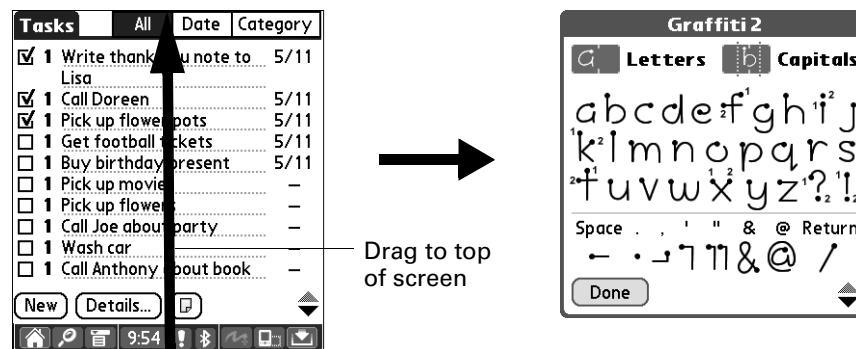 Tasks All Date Category
1 Write thank you note to 5/11
Lisa
1 Call Doreen 5/11
1 Pick up flower pots 5/11
1 Get football tickets 5/11
1 Buy birthday present 5/11
1 Pick up movie –
1 Pick up flowers –
1 Call Joe about party –
1 Wash car –
1 Call Anthony about book –
New Details...
9:54
Drag to top
of screen
Graffiti 2
a Letters b Capitals
a b c d e f g h i j
k l m n o p q r s
t u v w x y z ? !
Space . , ' " & @ Return
Done